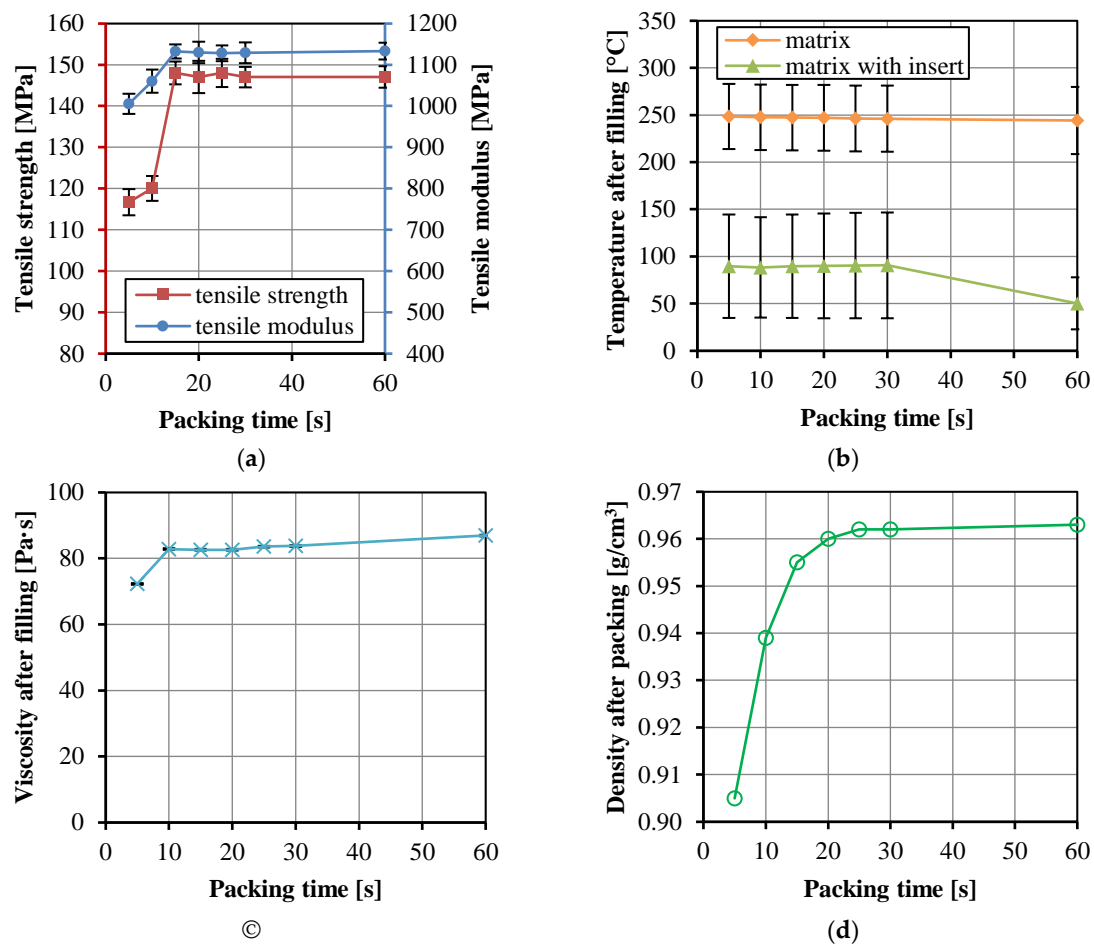 160
150
140
130
120
110
100
90
80
Tensile strength [MPa]
1200
1100
1000
900
800
700
600
500
400
Tensile modulus [MPa]
tensile strength
tensile modulus
0 20 40 60
Packing time [s]
(a)
350
300
250
200
150
100
50
0
Temperature after filling [°C]
matrix
matrix with insert
0 10 20 30 40 50 60
Packing time [s]
(b)
100
80
60
40
20
0
Viscosity after filling [Pa·s]
0 10 20 30 40 50 60
Packing time [s]
©
0.97
0.96
0.95
0.94
0.93
0.92
0.91
0.90
Density after packing [g/cm³]
0 10 20 30 40 50 60
Packing time [s]
(d)